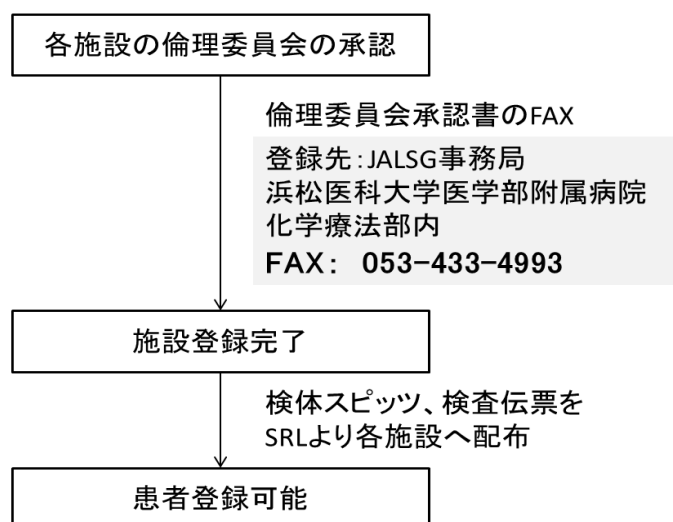 各施設の倫理委員会の承認
倫理委員会承認書のFAX
登録先：JALSG事務局
浜松医科大学医学部附属病院
化学療法部内
FAX： 053-433-4993
施設登録完了
検体スピッツ、検査伝票を
SRLより各施設へ配布
患者登録可能